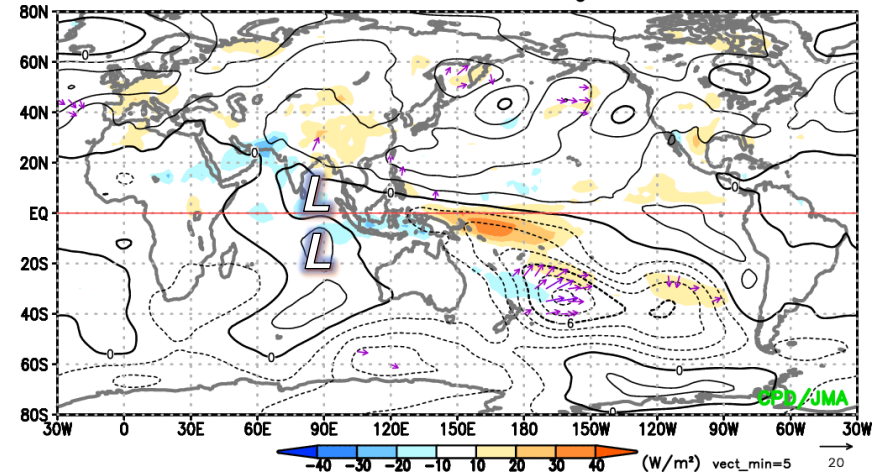 80N
60N
40N
20N
EQ
20S
40S
60S
80S
0
0
0
0
L
L
-6
0
0
0
0
CPD/JMA
30W 0 30E 60E 90E 120E 150E 180 150W 120W 90W 60W 30W
-40 -30 -20 -10 10 20 30 40 (W/m²) vect_min=5 20